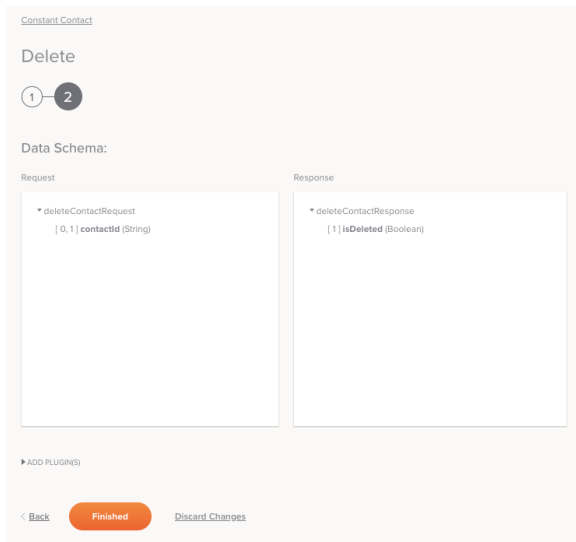 Constant Contact
Delete
1
2
Data Schema:
Request
Response
deleteContactRequest
[ 0, 1 ] contactId (String)
deleteContactResponse
[ 1 ] isDeleted (Boolean)
ADD PLUGIN(S)
< Back
Finished
Discard Changes